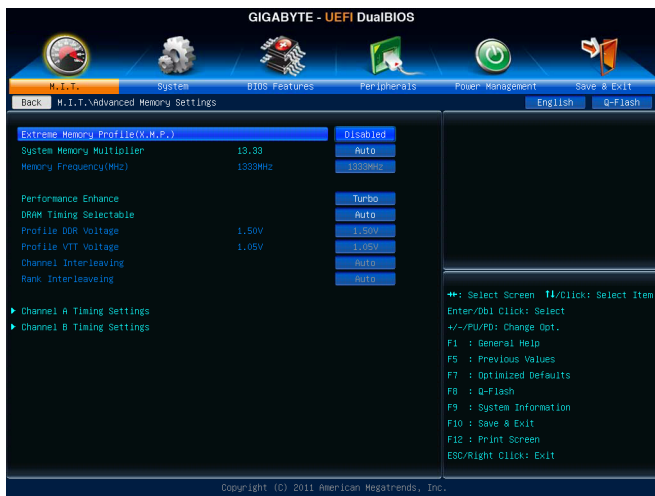 GIGABYTE - UEFI DualBIOS
M.I.T. System BIOS Features Peripherals Power Management Save & Exit
Back M.I.T.\Advanced Memory Settings English Q-Flash
Extreme Memory Profile(X.M.P.) Disabled
System Memory Multiplier 13.33 Auto
Memory Frequency(MHz) 1333MHz 1333MHz
Performance Enhance Turbo
DRAM Timing Selectable Auto
Profile DDR Voltage 1.50V 1.50V
Profile VTT Voltage 1.05V 1.05V
Channel Interleaving Auto
Rank Interleaveing Auto
Channel A Timing Settings
Channel B Timing Settings
↔: Select Screen ↑↓/Click: Select Item
Enter/Dbl Click: Select
+/-/PU/PD: Change Opt.
F1 : General Help
F5 : Previous Values
F7 : Optimized Defaults
F8 : Q-Flash
F9 : System Information
F10 : Save & Exit
F12 : Print Screen
ESC/Right Click: Exit
Copyright (C) 2011 American Megatrends, Inc.